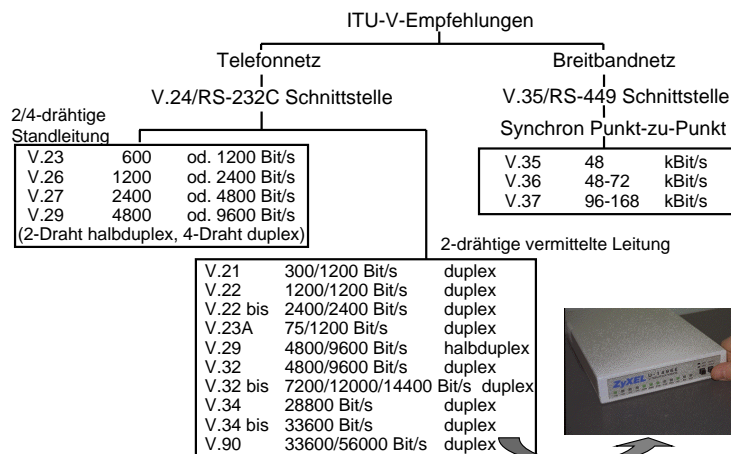 ITU-V-Empfehlungen
Telefonnetz
Breitbandnetz
V.24/RS-232C Schnittstelle
V.35/RS-449 Schnittstelle
Synchron Punkt-zu-Punkt
2/4-drähtige
Standleitung
V.23 600 od. 1200 Bit/s
V.26 1200 od. 2400 Bit/s
V.27 2400 od. 4800 Bit/s
V.29 4800 od. 9600 Bit/s
(2-Draht halbduplex, 4-Draht duplex)
V.35 48 kBit/s
V.36 48-72 kBit/s
V.37 96-168 kBit/s
2-drähtige vermittelte Leitung
V.21 300/1200 Bit/s duplex
V.22 1200/1200 Bit/s duplex
V.22 bis 2400/2400 Bit/s duplex
V.23A 75/1200 Bit/s duplex
V.29 4800/9600 Bit/s halbduplex
V.32 4800/9600 Bit/s duplex
V.32 bis 7200/12000/14400 Bit/s duplex
V.34 28800 Bit/s duplex
V.34 bis 33600 Bit/s duplex
V.90 33600/56000 Bit/s duplex
ZyXEL